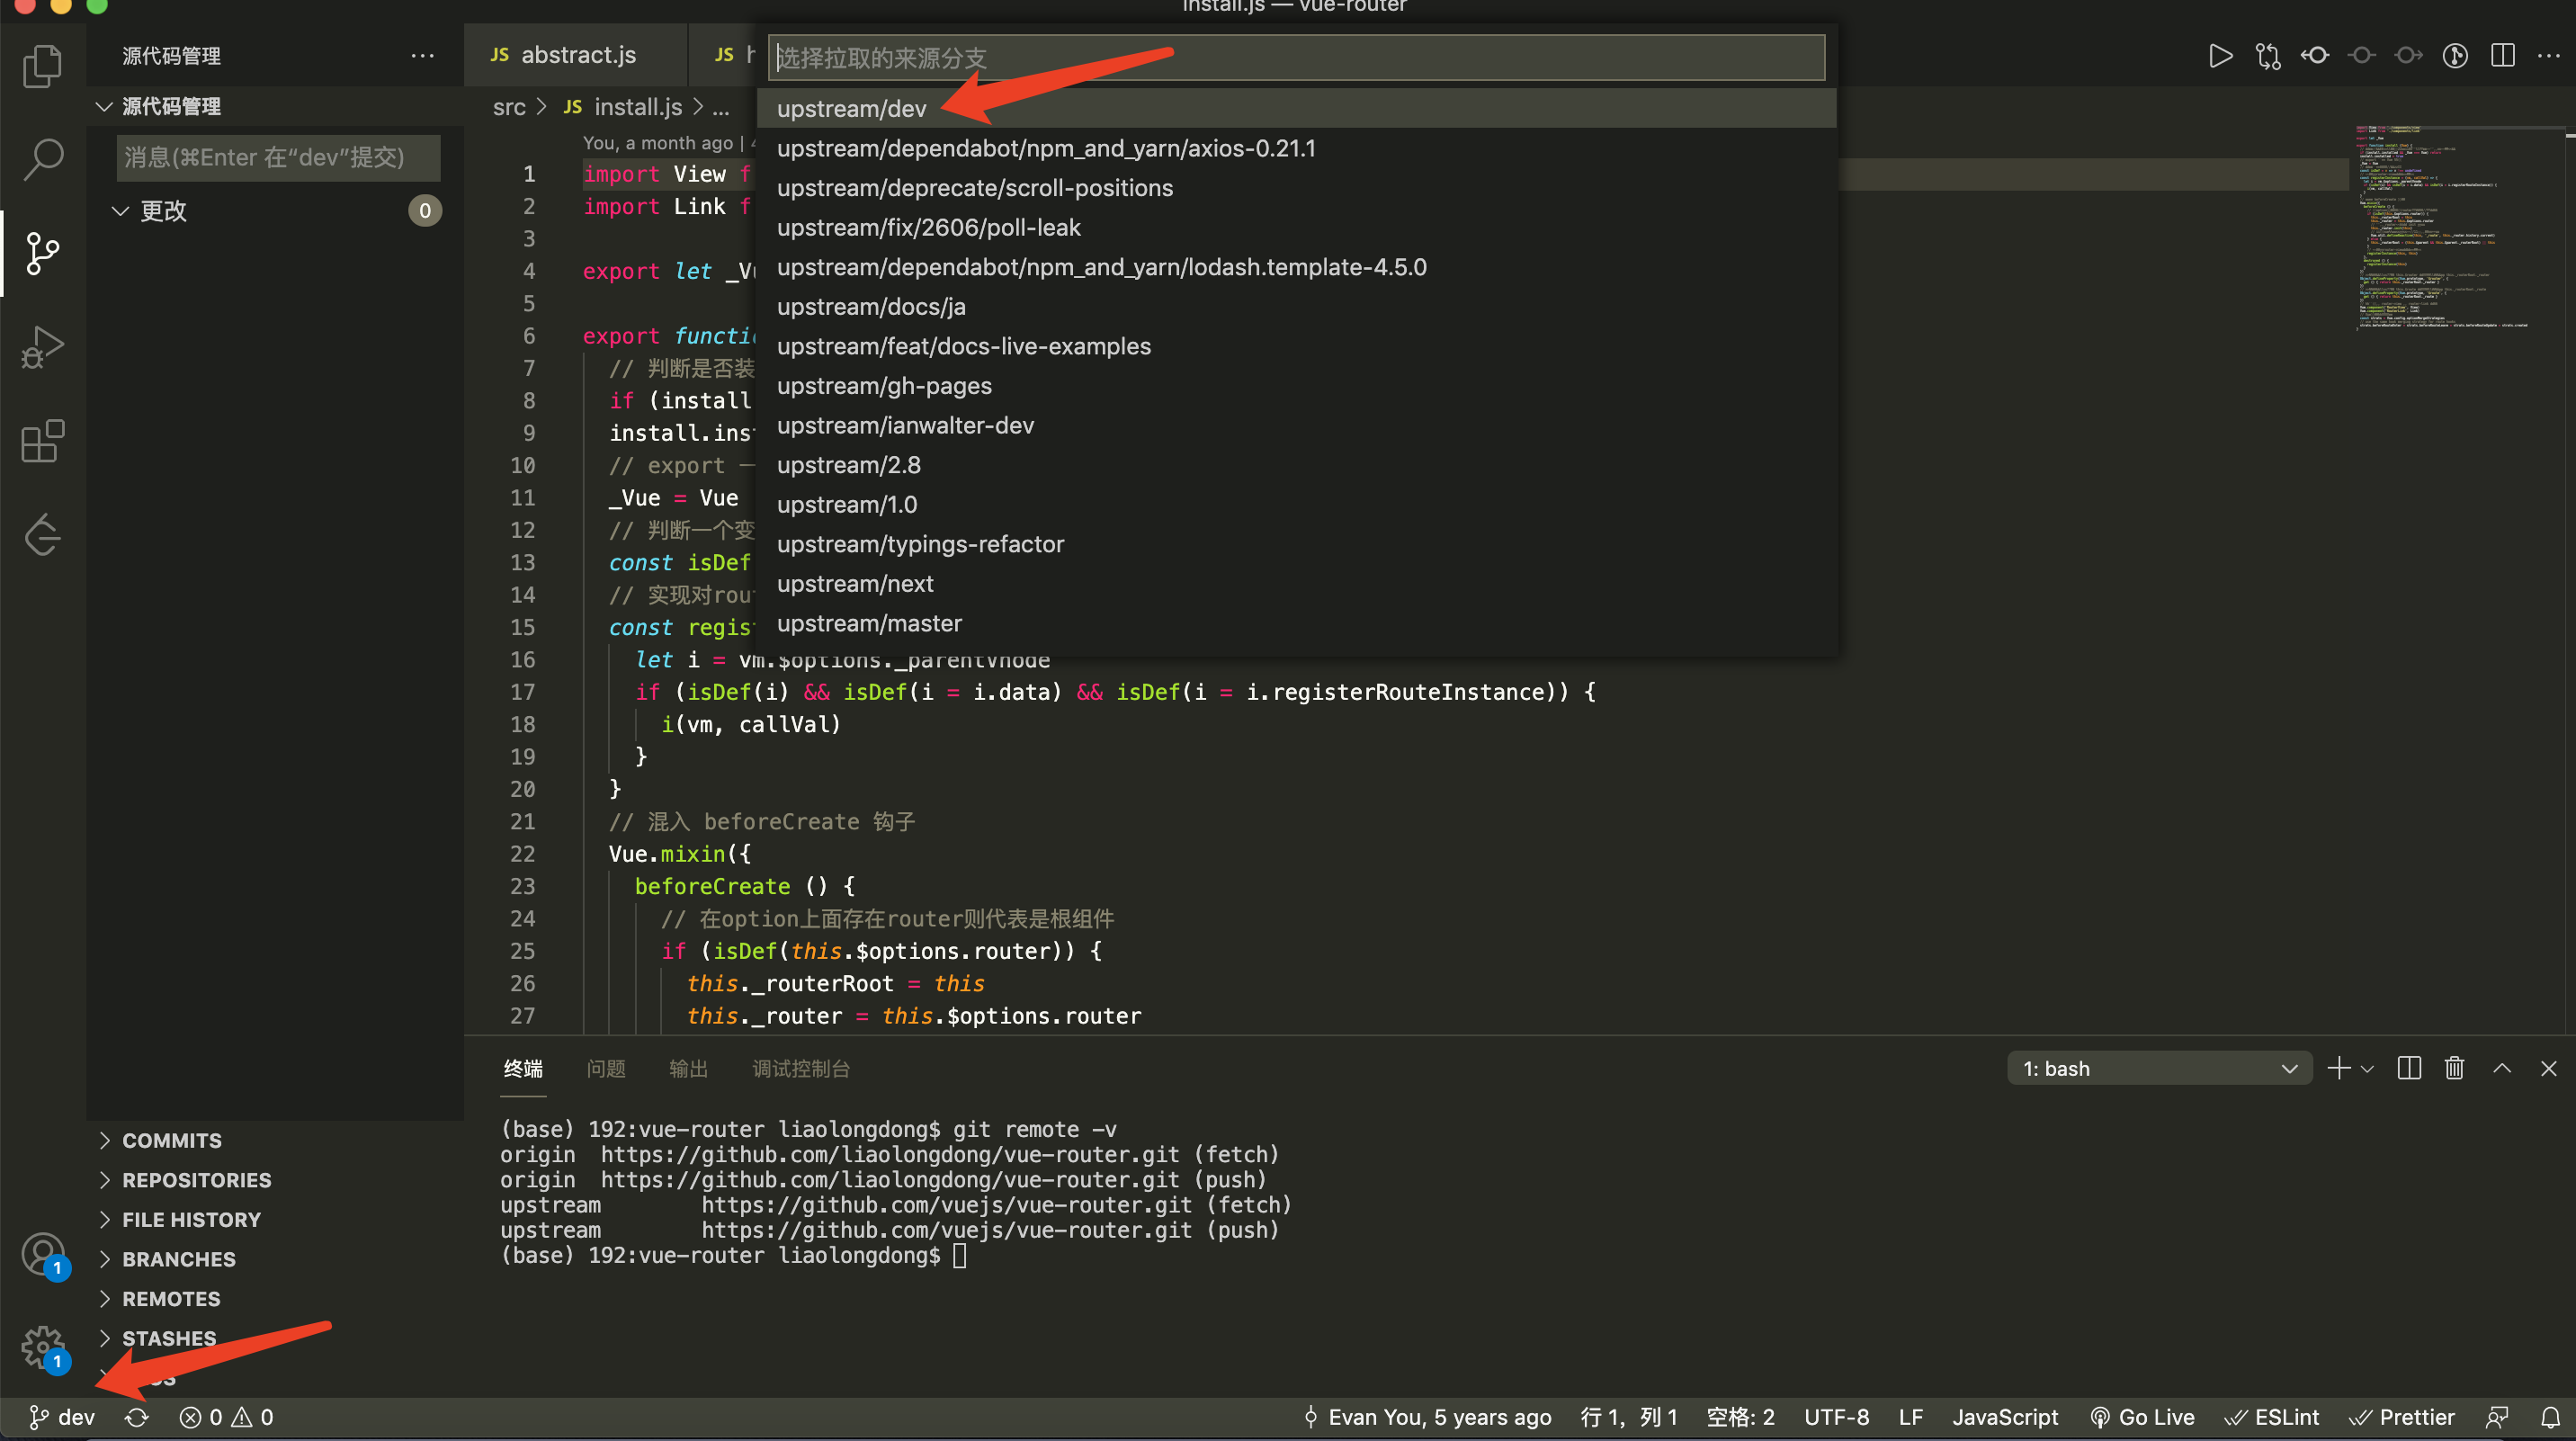 install.js — vue-router
源代码管理
JS abstract.js
JS
选择拉取的来源分支
upstream/dev
upstream/dependabot/npm_and_yarn/axios-0.21.1
upstream/deprecate/scroll-positions
upstream/fix/2606/poll-leak
upstream/dependabot/npm_and_yarn/lodash.template-4.5.0
upstream/docs/ja
upstream/feat/docs-live-examples
upstream/gh-pages
upstream/ianwalter-dev
upstream/2.8
upstream/1.0
upstream/typings-refactor
upstream/next
upstream/master
源代码管理
消息(⌘Enter 在“dev”提交)
更改 0
src > JS install.js > ...
You, a month ago |
1 import View f
2 import Link f
3
4 export let _Vu
5
6 export functio
7 // 判断是否装
8 if (install
9 install.ins
10 // export 一
11 _Vue = Vue
12 // 判断一个变
13 const isDef
14 // 实现对rou
15 const regis
16 let i = vm.$options._parentVnode
17 if (isDef(i) && isDef(i = i.data) && isDef(i = i.registerRouteInstance)) {
18 i(vm, callVal)
19 }
20 }
21 // 混入 beforeCreate 钩子
22 Vue.mixin({
23 beforeCreate () {
24 // 在option上面存在router则代表是根组件
25 if (isDef(this.$options.router)) {
26 this._routerRoot = this
27 this._router = this.$options.router
终端 问题 输出 调试控制台
1: bash
(base) 192:vue-router liaolongdong$ git remote -v
origin https://github.com/liaolongdong/vue-router.git (fetch)
origin https://github.com/liaolongdong/vue-router.git (push)
upstream https://github.com/vuejs/vue-router.git (fetch)
upstream https://github.com/vuejs/vue-router.git (push)
(base) 192:vue-router liaolongdong$
COMMITS
REPOSITORIES
FILE HISTORY
BRANCHES
REMOTES
STASHES
1
1
dev 0 0
Evan You, 5 years ago 行 1，列 1 空格: 2 UTF-8 LF JavaScript Go Live ESLint Prettier